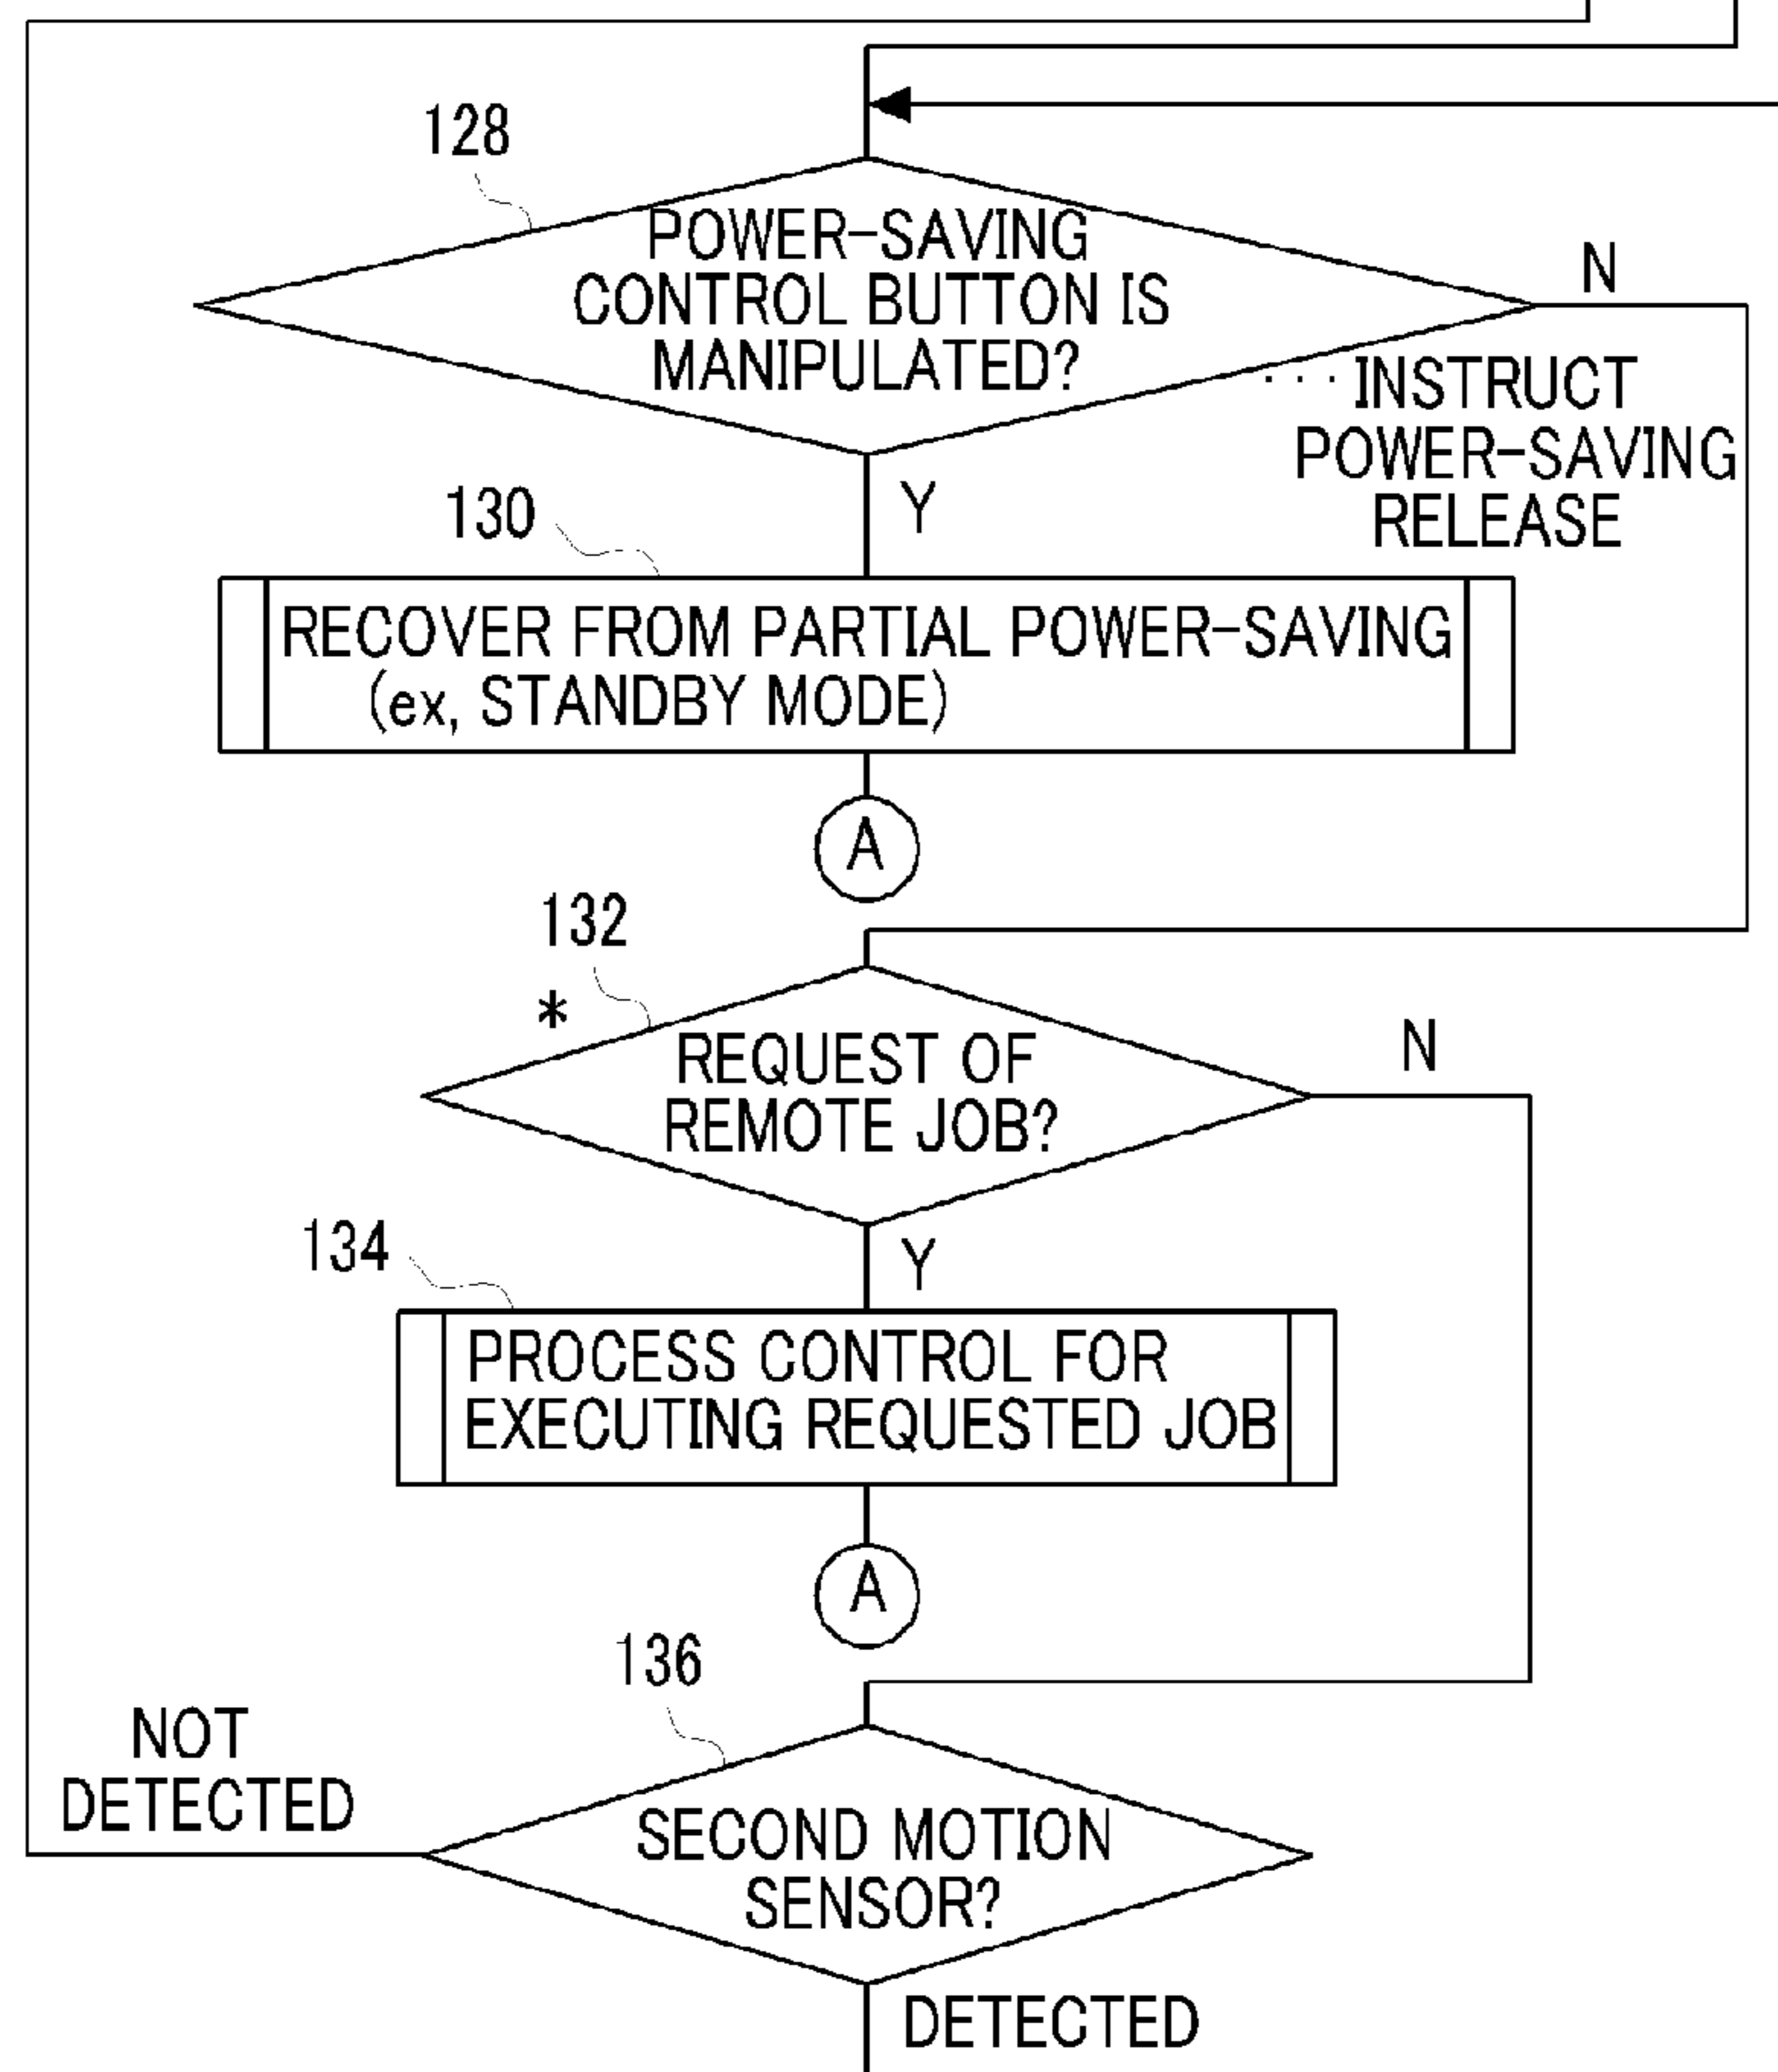 128
POWER-SAVING
CONTROL BUTTON IS
MANIPULATED?
N
···INSTRUCT
POWER-SAVING
RELEASE
Y
130
RECOVER FROM PARTIAL POWER-SAVING
(ex, STANDBY MODE)
A
132
*
REQUEST OF
REMOTE JOB?
N
Y
134
PROCESS CONTROL FOR
EXECUTING REQUESTED JOB
A
136
NOT
DETECTED
SECOND MOTION
SENSOR?
DETECTED